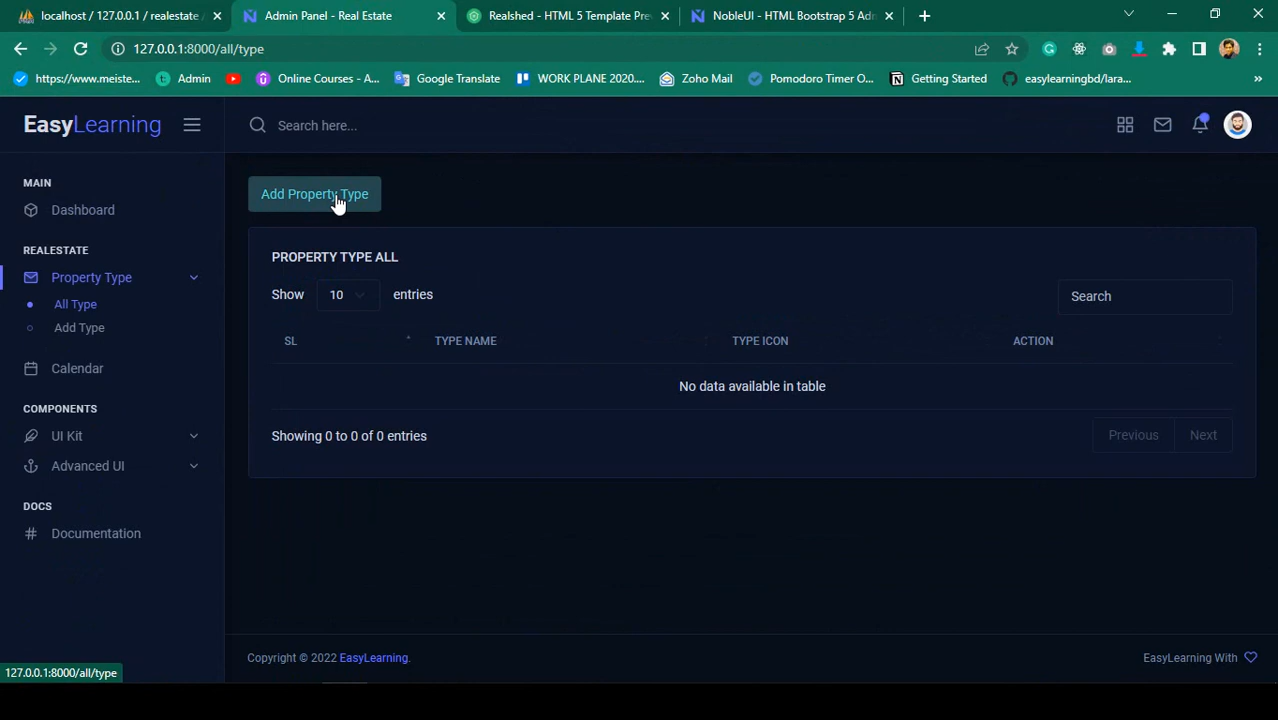 localhost / 127.0.0.1 / realestate
Admin Panel - Real Estate
Realshed - HTML 5 Template Pre
NobleUI - HTML Bootstrap 5 Adm
127.0.0.1:8000/all/type
https://www.meiste...
Admin
Online Courses - A...
Google Translate
WORK PLANE 2020....
Zoho Mail
Pomodoro Timer O...
Getting Started
easylearningbd/lara...
»
EasyLearning
Search here...
MAIN
Dashboard
REALESTATE
Property Type
All Type
Add Type
Calendar
COMPONENTS
UI Kit
Advanced UI
DOCS
Documentation
Add Property Type
PROPERTY TYPE ALL
Show 10 entries
Search
SL TYPE NAME TYPE ICON ACTION
No data available in table
Showing 0 to 0 of 0 entries
Previous Next
Copyright © 2022 EasyLearning.
EasyLearning With
127.0.0.1:8000/all/type